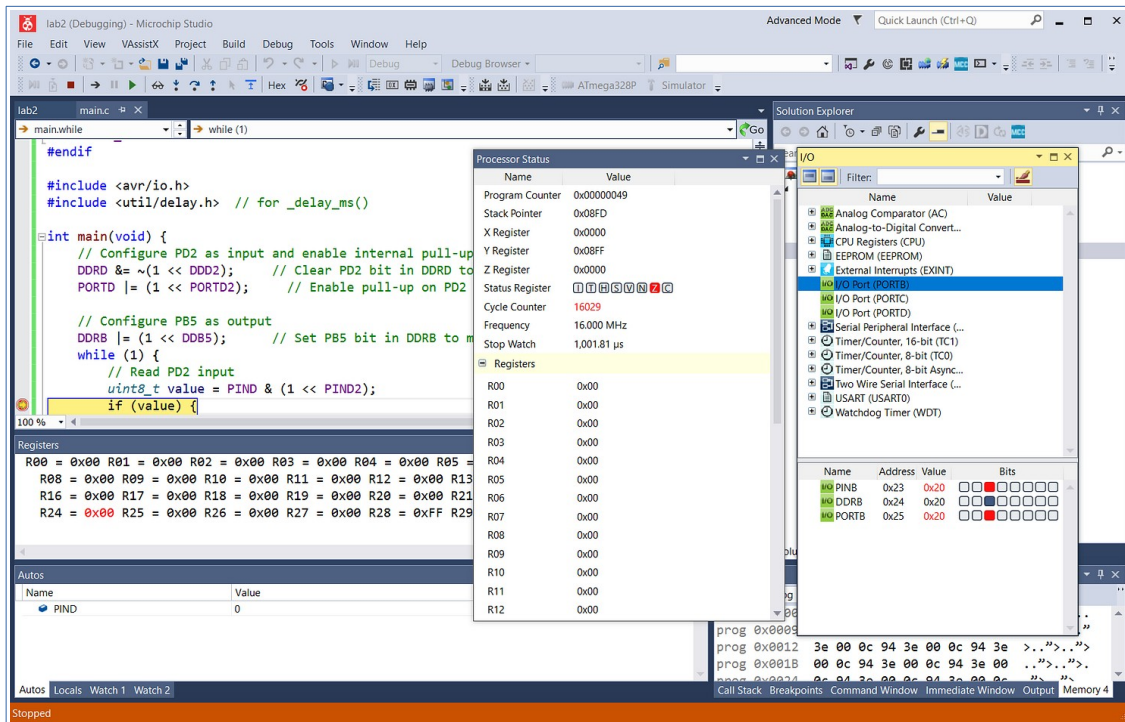 lab2 (Debugging) - Microchip Studio
Advanced Mode
Quick Launch (Ctrl+Q)
File Edit View VAssistX Project Build Debug Tools Window Help
Debug Debug Browser
Hex ATmega328P Simulator
lab2 main.c
main.while while (1) Go
#endif
#include <avr/io.h>
#include <util/delay.h> // for _delay_ms()
int main(void) {
// Configure PD2 as input and enable internal pull-up
DDRD &= ~(1 << DDD2); // Clear PD2 bit in DDRD to
PORTD |= (1 << PORTD2); // Enable pull-up on PD2
// Configure PB5 as output
DDRB |= (1 << DDB5); // Set PB5 bit in DDRB to m
while (1) {
// Read PD2 input
uint8_t value = PIND & (1 << PIND2);
if (value) {
100 %
Registers
R00 = 0x00 R01 = 0x00 R02 = 0x00 R03 = 0x00 R04 = 0x00 R05 =
R08 = 0x00 R09 = 0x00 R10 = 0x00 R11 = 0x00 R12 = 0x00 R13
R16 = 0x00 R17 = 0x00 R18 = 0x00 R19 = 0x00 R20 = 0x00 R21
R24 = 0x00 R25 = 0x00 R26 = 0x00 R27 = 0x00 R28 = 0xFF R29
Autos
Name Value
PIND 0
Autos Locals Watch 1 Watch 2
Stopped
Processor Status
Name Value
Program Counter 0x00000049
Stack Pointer 0x08FD
X Register 0x0000
Y Register 0x08FF
Z Register 0x0000
Status Register I T H S V N Z C
Cycle Counter 16029
Frequency 16.000 MHz
Stop Watch 1,001.81 µs
Registers
R00 0x00
R01 0x00
R02 0x00
R03 0x00
R04 0x00
R05 0x00
R06 0x00
R07 0x00
R08 0x00
R09 0x00
R10 0x00
R11 0x00
R12 0x00
Solution Explorer
I/O
Filter:
Name Value
Analog Comparator (AC)
Analog-to-Digital Convert...
CPU Registers (CPU)
EEPROM (EEPROM)
External Interrupts (EXINT)
I/O Port (PORTB)
I/O Port (PORTC)
I/O Port (PORTD)
Serial Peripheral Interface (...
Timer/Counter, 16-bit (TC1)
Timer/Counter, 8-bit (TC0)
Timer/Counter, 8-bit Async...
Two Wire Serial Interface (...
USART (USART0)
Watchdog Timer (WDT)
Name Address Value Bits
I/O PINB 0x23 0x20
I/O DDRB 0x24 0x20
I/O PORTB 0x25 0x20
prog 0x0009
prog 0x0012 3e 00 0c 94 3e 00 0c 94 3e >..”>..”>
prog 0x001B 00 0c 94 3e 00 0c 94 3e 00 ..”>..”>.
Call Stack Breakpoints Command Window Immediate Window Output Memory 4